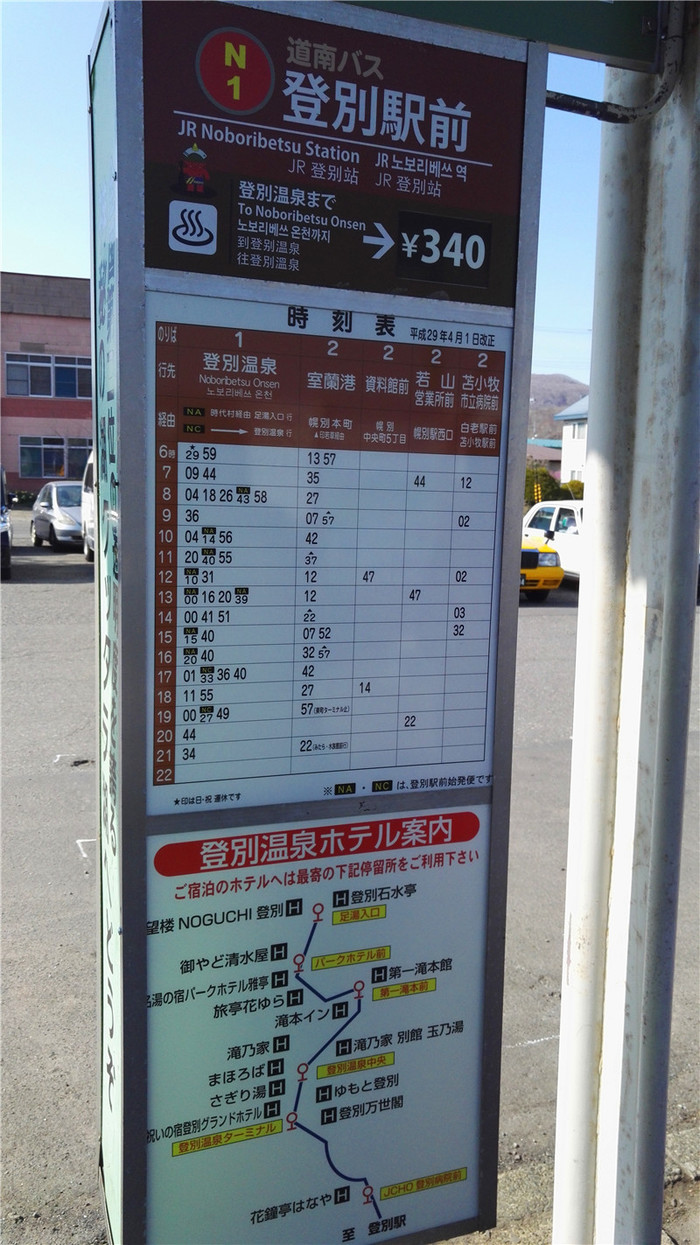 N
1
道南バス
登別駅前
JR Noboribetsu Station JR 노보리베쓰 역
JR 登别站 JR 登別站
登別温泉まで
To Noboribetsu Onsen
노보리베쓰 온천까지
到登别温泉
往登別溫泉
¥340
時刻表 平成29年4月1日改正
のりば 1 2 2 2 2
行先 登別温泉 Noboribetsu Onsen 노보리베쓰 온천 室蘭港 資料館前 若山営業所前 苫小牧市立病院前
経由 NA 時代村経由 足湯入口 行 NC 登別温泉 行 幌別本町 幌別中央町5丁目 幌別駅西口 白老駅前 苫小牧駅前
6時 ★29 59 13 57
7 09 44 35 44 12
8 04 18 26 NA43 58 27
9 36 07 57 02
10 04 NA14 56 42
11 20 NA40 55 37
12 NA10 31 12 47 02
13 NA00 16 20 NA39 12 47
14 00 41 51 22 03
15 NA15 40 07 52 32
16 NA20 40 32 57
17 01 NC33 36 40 42
18 11 55 27 14
19 00 NC27 49 57
20 44 22
21 34 22
22
★印は日・祝 運休です
※ NA ・ NC は、登別駅前始発便です
登別温泉ホテル案内
ご宿泊のホテルへは最寄の下記停留所をご利用下さい
望楼 NOGUCHI 登別 H H 登別石水亭
足湯入口
御やど清水屋 H パークホテル前
名湯の宿パークホテル雅亭 H H 第一滝本館
旅亭花ゆら H 第一滝本前
滝本イン H
滝乃家 H H 滝乃家 別館 玉乃湯
まほろば H 登別温泉中央
さぎり湯 H H ゆもと登別
祝いの宿登別グランドホテル H H 登別万世閣
登別温泉ターミナル
JCHO 登別病院前
花鐘亭はなや H
至 登別駅